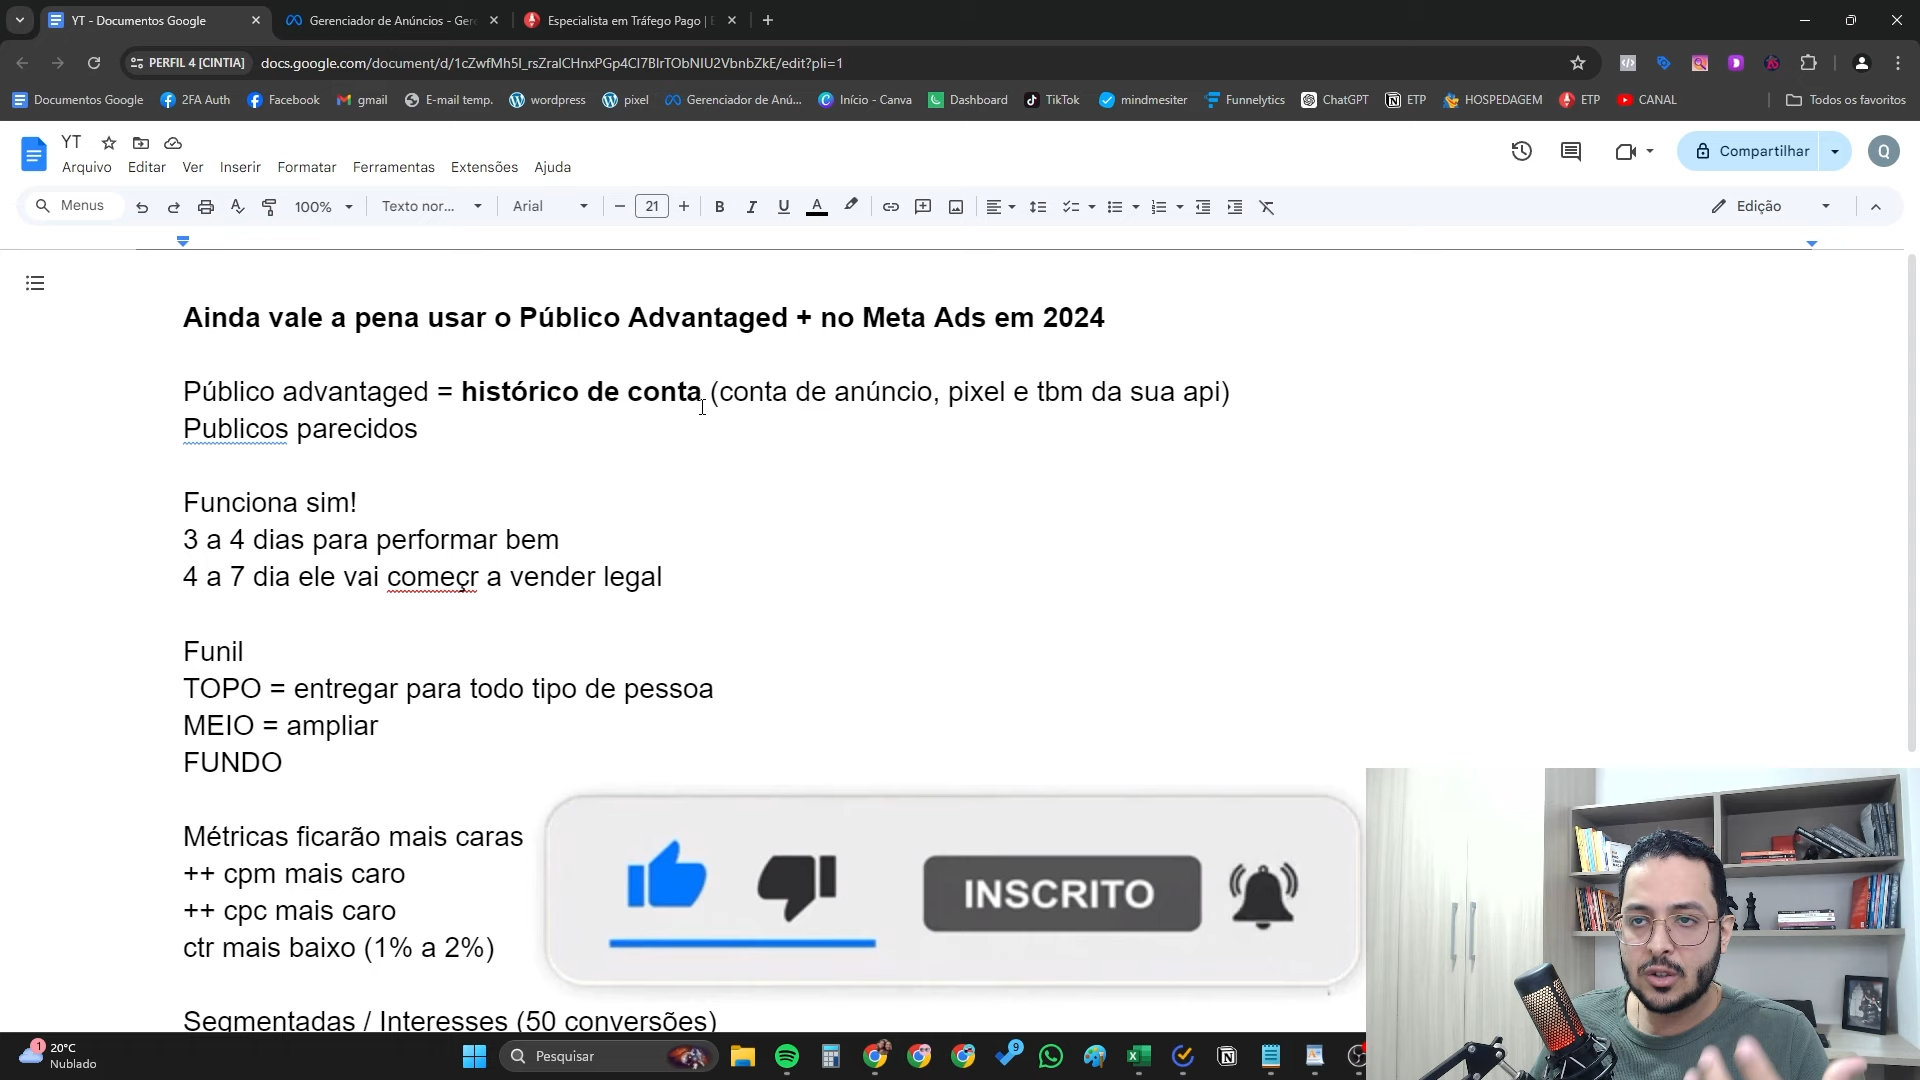 YT - Documentos Google
Gerenciador de Anúncios - Ger
Especialista em Tráfego Pago |
PERFIL 4 [CINTIA]
docs.google.com/document/d/1cZwfMh5I_rsZralCHnxPGp4Cl7BIrTObNIU2VbnbZkE/edit?pli=1
Documentos Google
2FA Auth
Facebook
gmail
E-mail temp.
wordpress
pixel
Gerenciador de Anú...
Início - Canva
Dashboard
TikTok
mindmesiter
Funnelytics
ChatGPT
ETP
HOSPEDAGEM
ETP
CANAL
Todos os favoritos
YT
Arquivo Editar Ver Inserir Formatar Ferramentas Extensões Ajuda
Compartilhar
Q
Menus
100%
Texto nor...
Arial
21
Edição
Ainda vale a pena usar o Público Advantaged + no Meta Ads em 2024
Público advantaged = histórico de conta (conta de anúncio, pixel e tbm da sua api)
Publicos parecidos
Funciona sim!
3 a 4 dias para performar bem
4 a 7 dia ele vai começr a vender legal
Funil
TOPO = entregar para todo tipo de pessoa
MEIO = ampliar
FUNDO
Métricas ficarão mais caras
++ cpm mais caro
++ cpc mais caro
ctr mais baixo (1% a 2%)
Segmentadas / Interesses (50 conversões)
INSCRITO
1
20°C
Nublado
Pesquisar
9